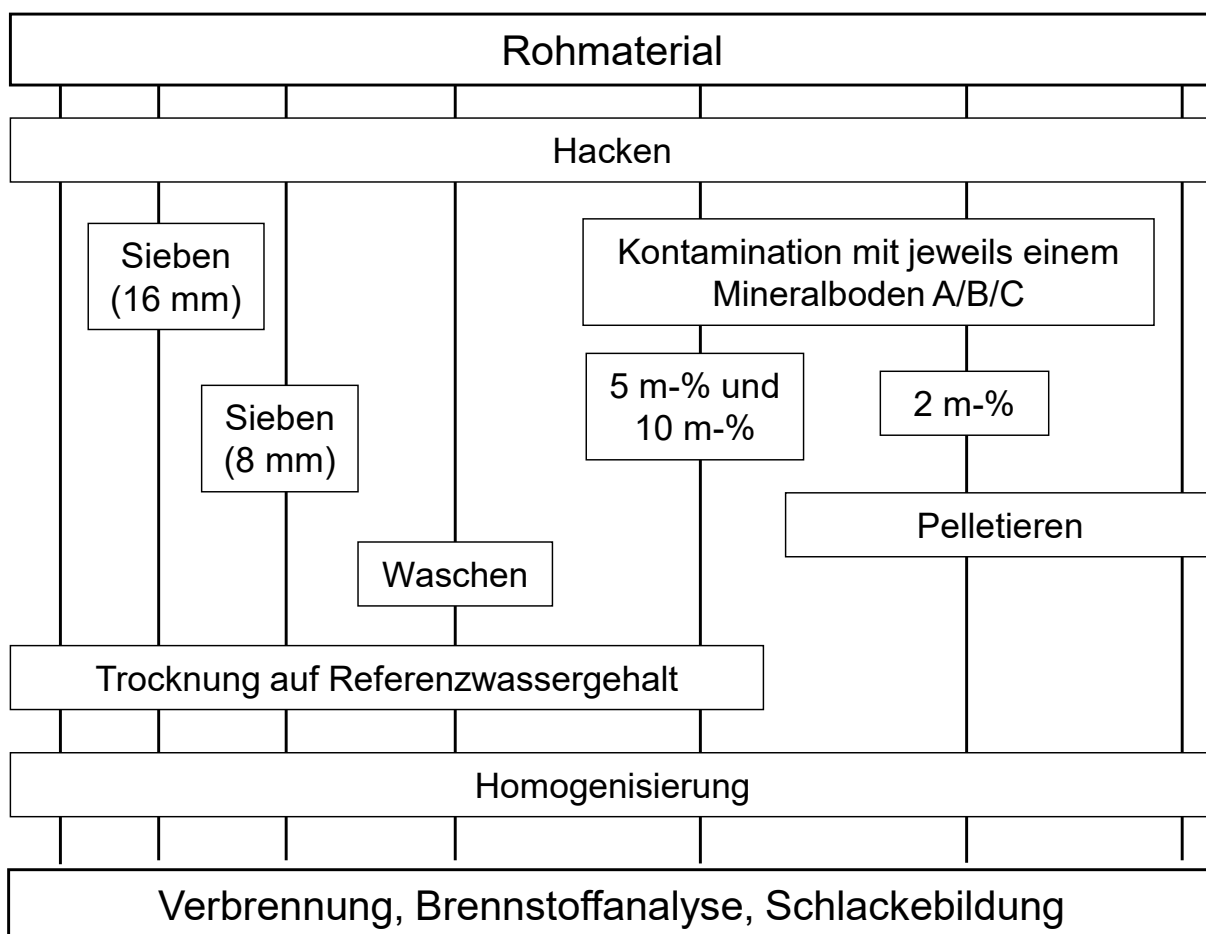 Rohmaterial
Hacken
Sieben
(16 mm)
Kontamination mit jeweils einem
Mineralboden A/B/C
5 m-% und
10 m-%
2 m-%
Sieben
(8 mm)
Pelletieren
Waschen
Trocknung auf Referenzwassergehalt
Homogenisierung
Verbrennung, Brennstoffanalyse, Schlackebildung